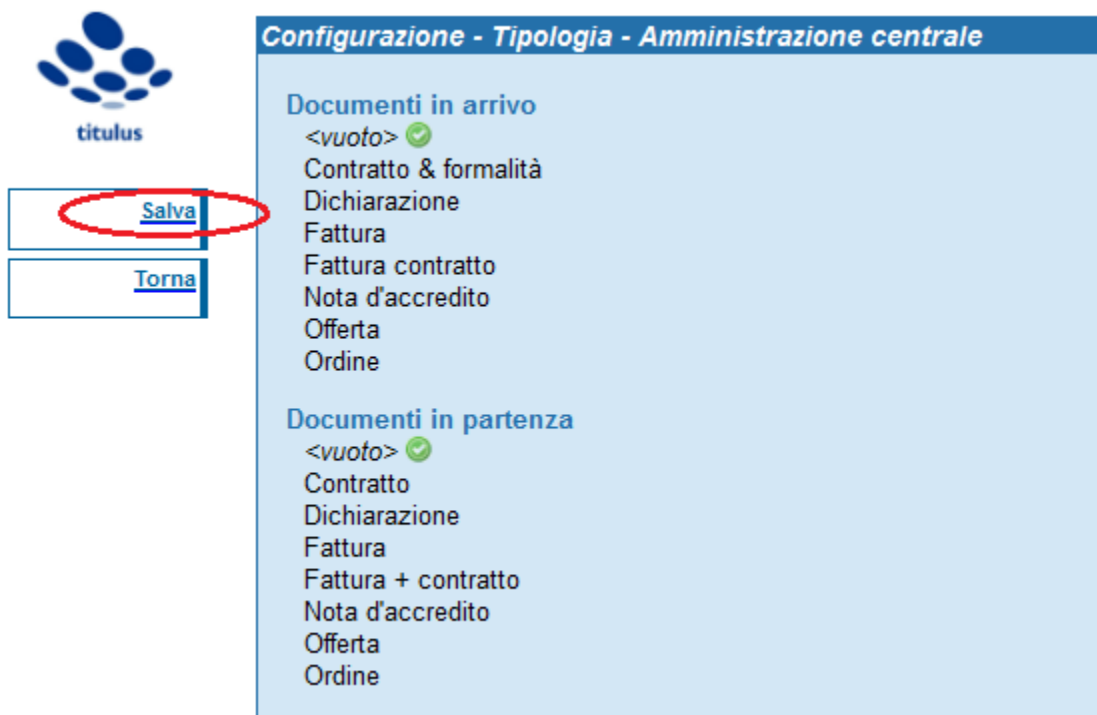 titulus
Salva
Torna
Configurazione - Tipologia - Amministrazione centrale
Documenti in arrivo
<vuoto>
Contratto & formalità
Dichiarazione
Fattura
Fattura contratto
Nota d'accredito
Offerta
Ordine
Documenti in partenza
<vuoto>
Contratto
Dichiarazione
Fattura
Fattura + contratto
Nota d'accredito
Offerta
Ordine